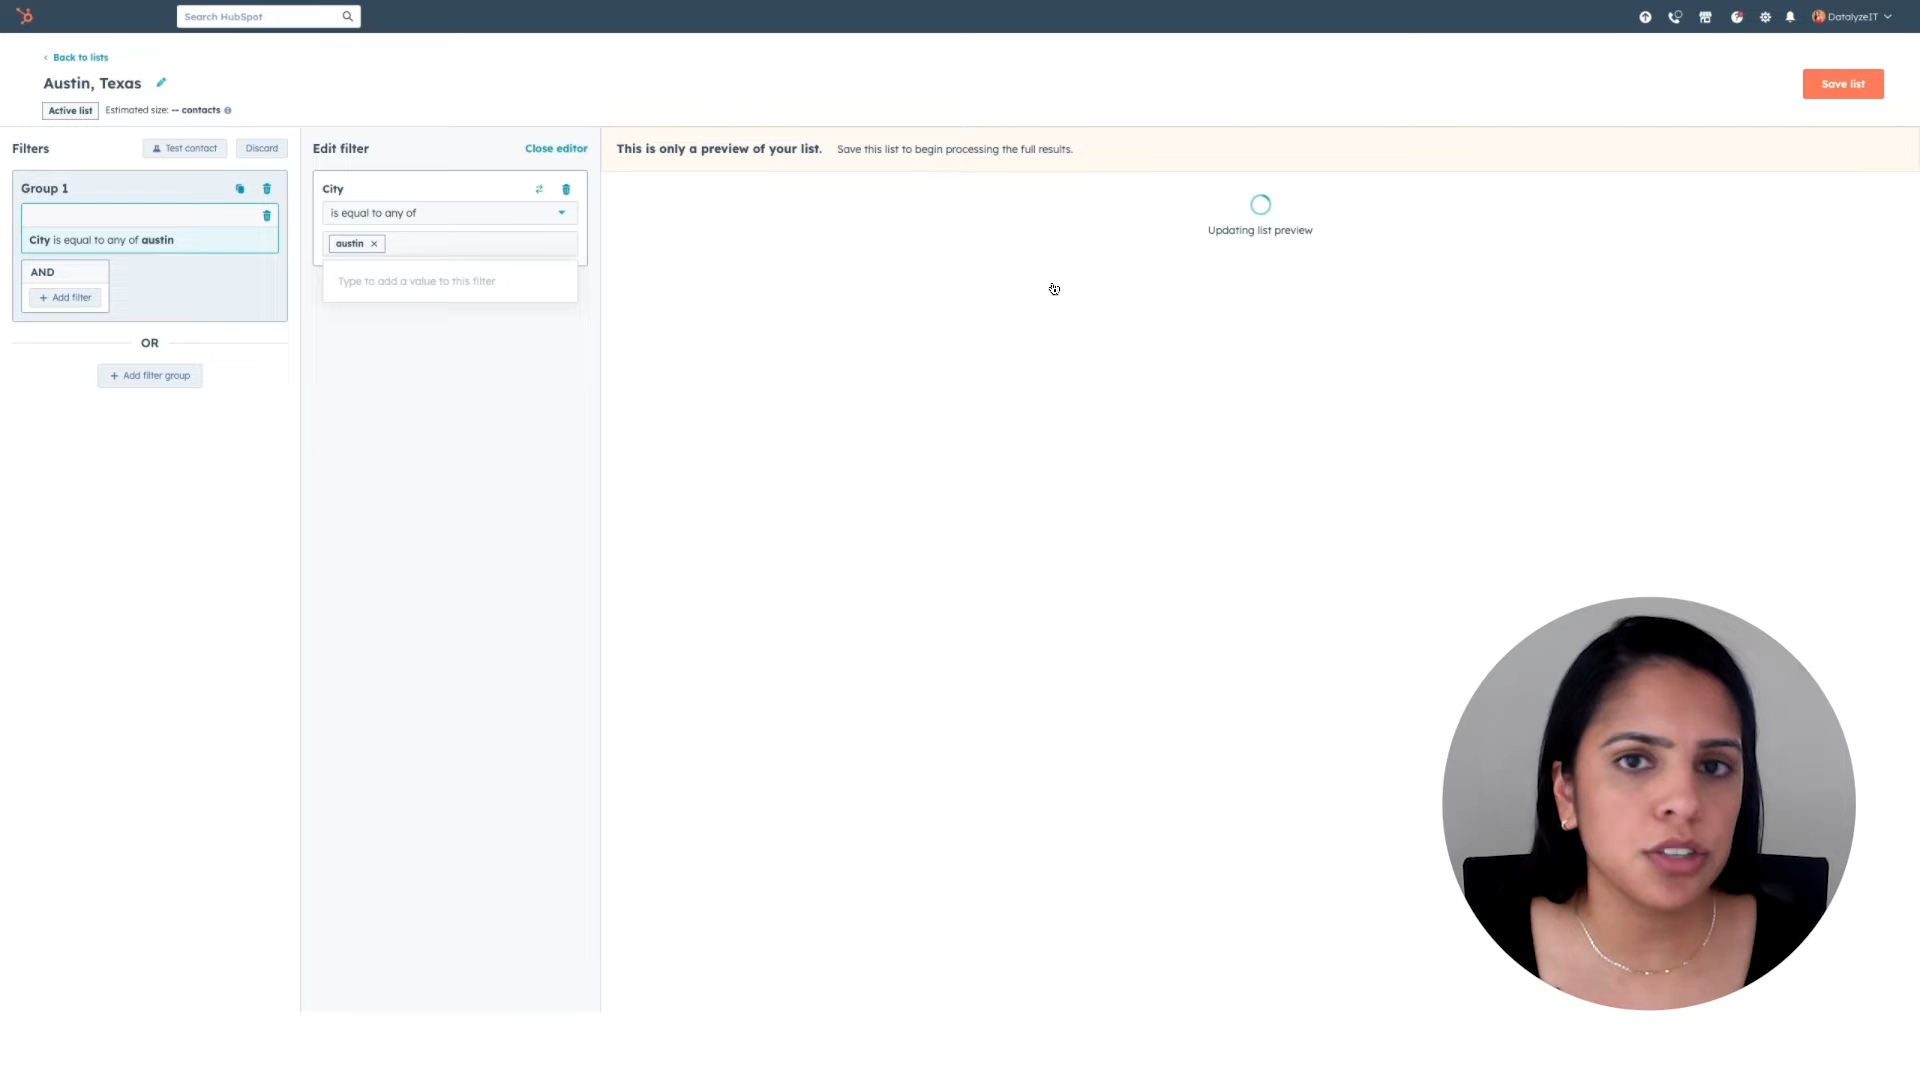 Search HubSpot
DatalyzeIT
Back to lists
Austin, Texas
Save list
Active list
Estimated size: -- contacts
Filters
Test contact
Discard
Edit filter
Close editor
This is only a preview of your list. Save this list to begin processing the full results.
Group 1
City is equal to any of austin
AND
+ Add filter
OR
+ Add filter group
City
is equal to any of
austin ×
Type to add a value to this filter
Updating list preview